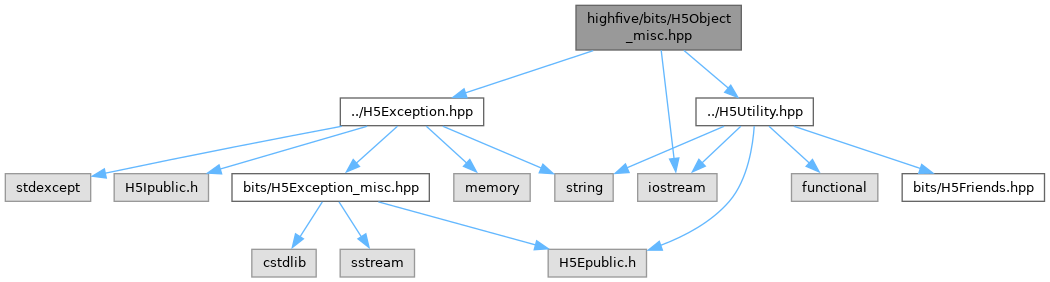 highfive/bits/H5Object
_misc.hpp
../H5Exception.hpp
../H5Utility.hpp
stdexcept
H5Ipublic.h
bits/H5Exception_misc.hpp
memory
string
iostream
functional
bits/H5Friends.hpp
cstdlib
sstream
H5Epublic.h